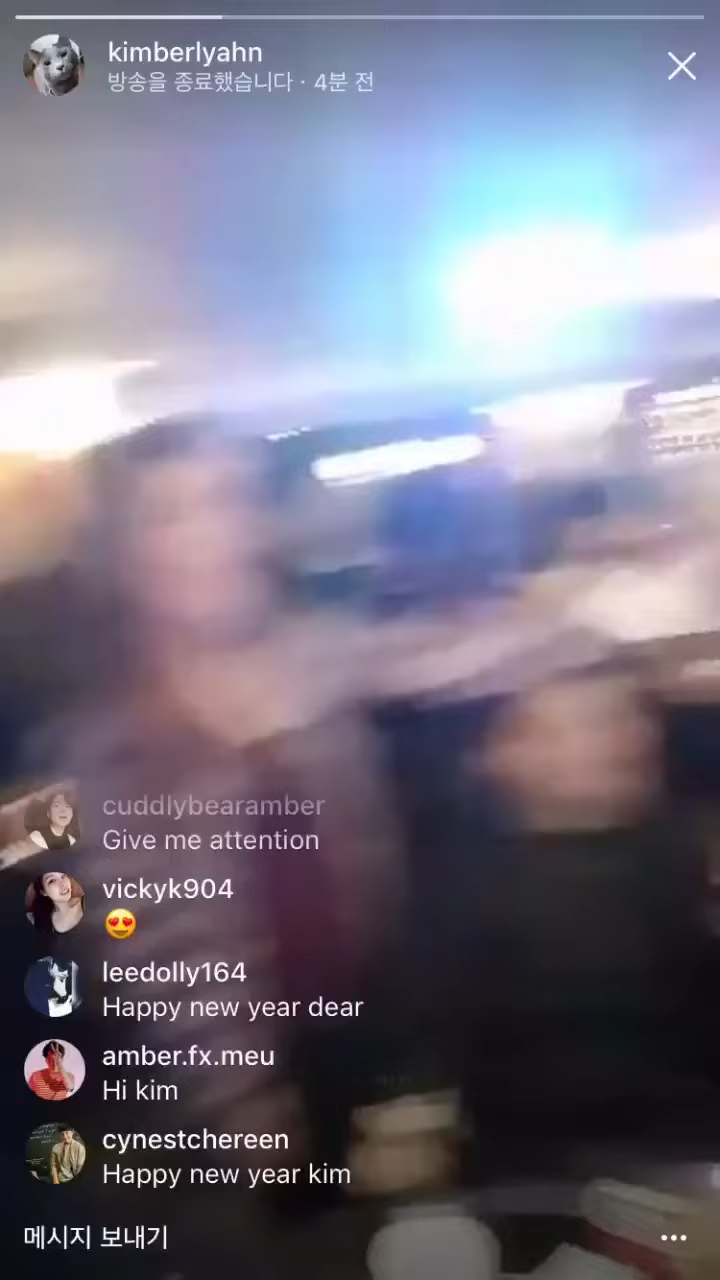 kimberlyahn
방송을 종료했습니다 · 4분 전
cuddlybearamber
Give me attention
vickyk904
😍
leedolly164
Happy new year dear
amber.fx.meu
Hi kim
cynestchereen
Happy new year kim
메시지 보내기